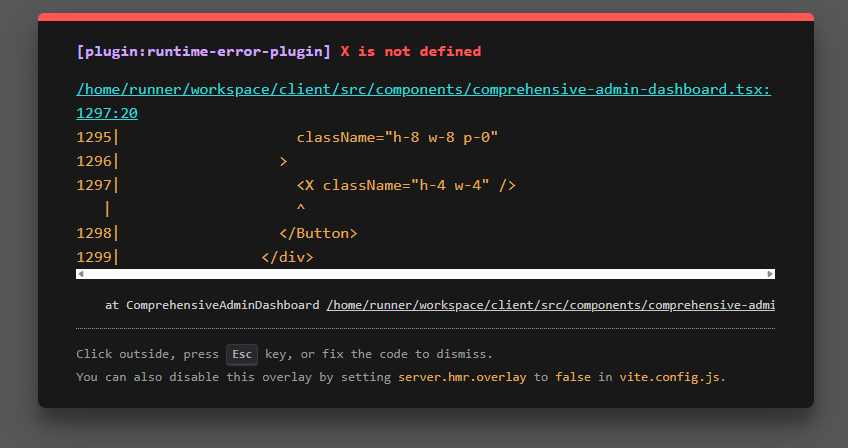 [plugin:runtime-error-plugin] X is not defined
/home/runner/workspace/client/src/components/comprehensive-admin-dashboard.tsx:
1297:20
1295|                     className="h-8 w-8 p-0"
1296|                   >
1297|                     <X className="h-4 w-4" />
    |                     ^
1298|                   </Button>
1299|                 </div>
at ComprehensiveAdminDashboard /home/runner/workspace/client/src/components/comprehensive-admi
Click outside, press Esc key, or fix the code to dismiss.
You can also disable this overlay by setting server.hmr.overlay to false in vite.config.js.